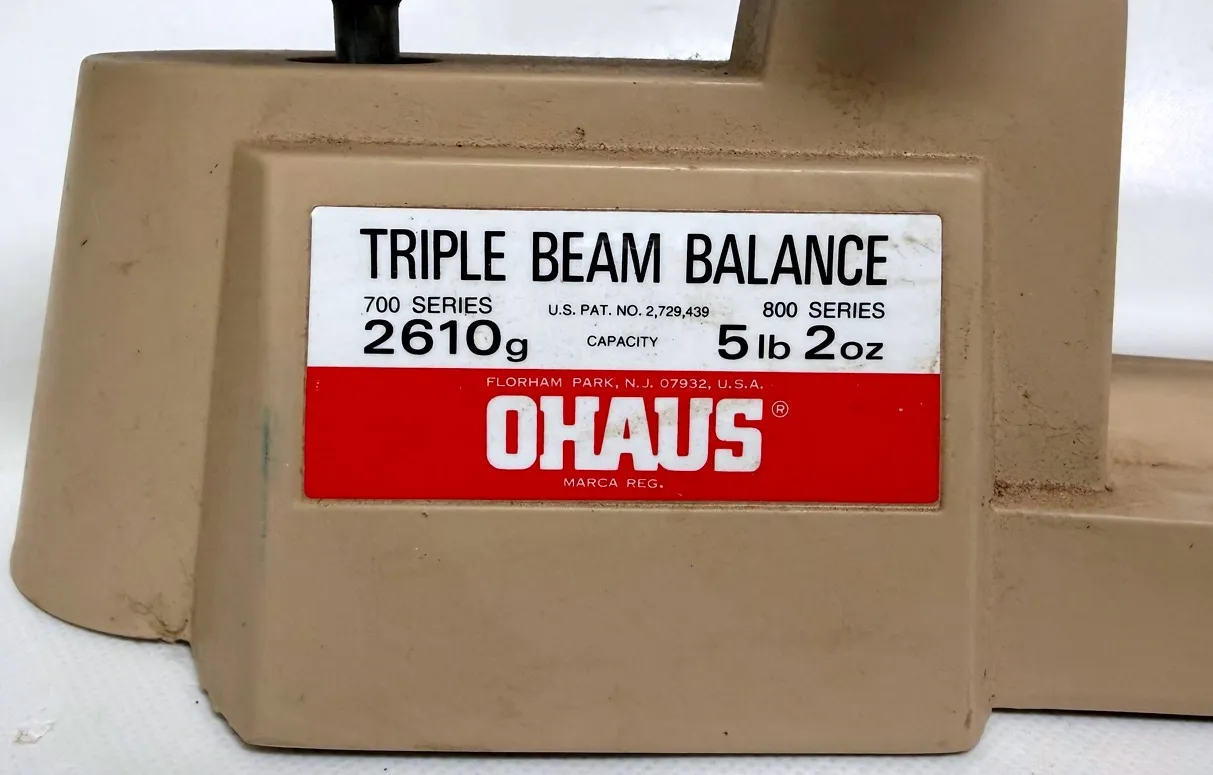 TRIPLE BEAM BALANCE
700 SERIES U.S. PAT. NO. 2,729,439 800 SERIES
2610g CAPACITY 5 lb 2 oz
FLORHAM PARK, N.J. 07932, U.S.A.
OHAUS®
MARCA REG.